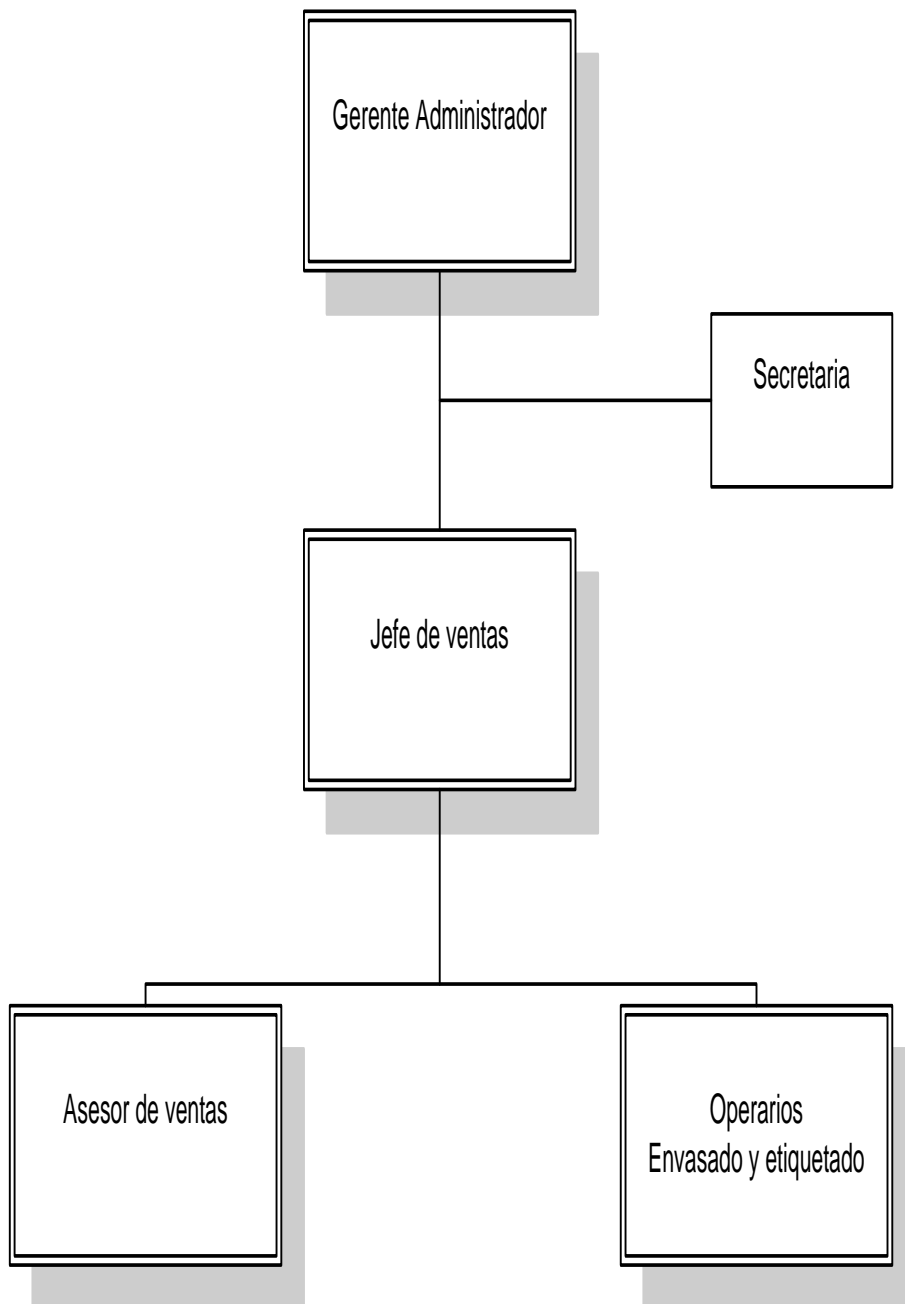 Gerente Administrador
Secretaria
Jefe de ventas
Asesor de ventas
Operarios
Envasado y etiquetado